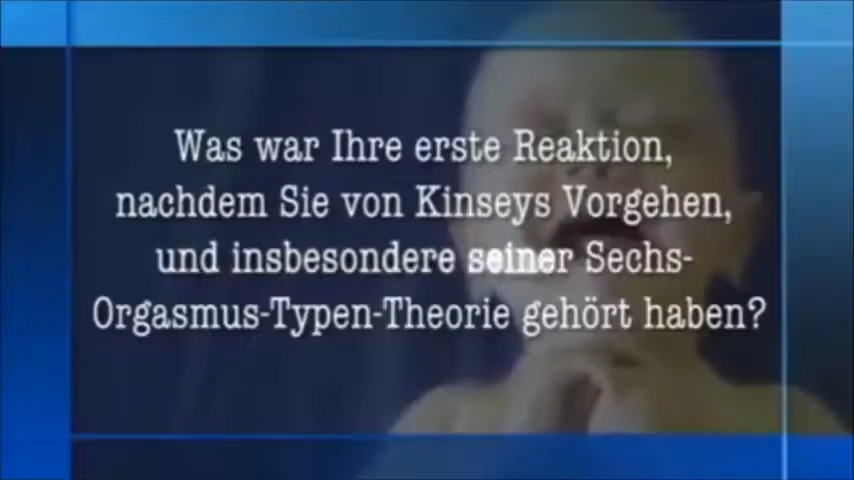 Was war Ihre erste Reaktion,
nachdem Sie von Kinseys Vorgehen,
und insbesondere seiner Sechs-
Orgasmus-Typen-Theorie gehört haben?